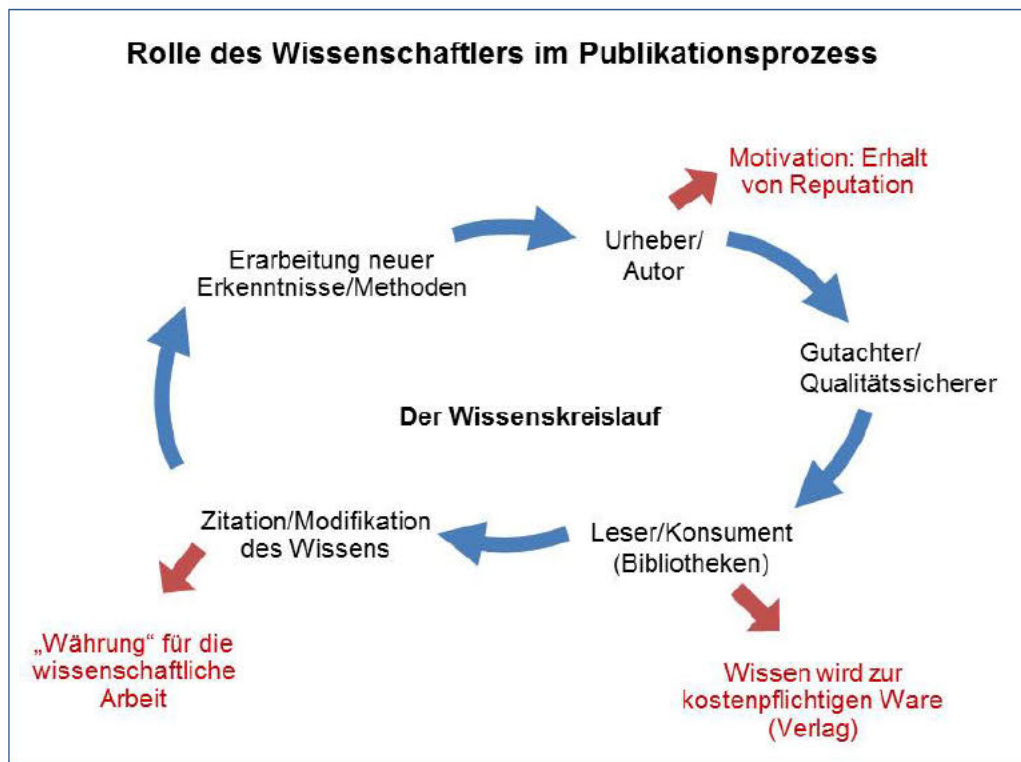 Rolle des Wissenschaftlers im Publikationsprozess
Motivation: Erhalt
von Reputation
Urheber/
Autor
Erarbeitung neuer
Erkenntnisse/Methoden
Gutachter/
Qualitätssicherer
Der Wissenskreislauf
Zitation/Modifikation
des Wissens
Leser/Konsument
(Bibliotheken)
„Währung“ für die
wissenschaftliche
Arbeit
Wissen wird zur
kostenpflichtigen Ware
(Verlag)